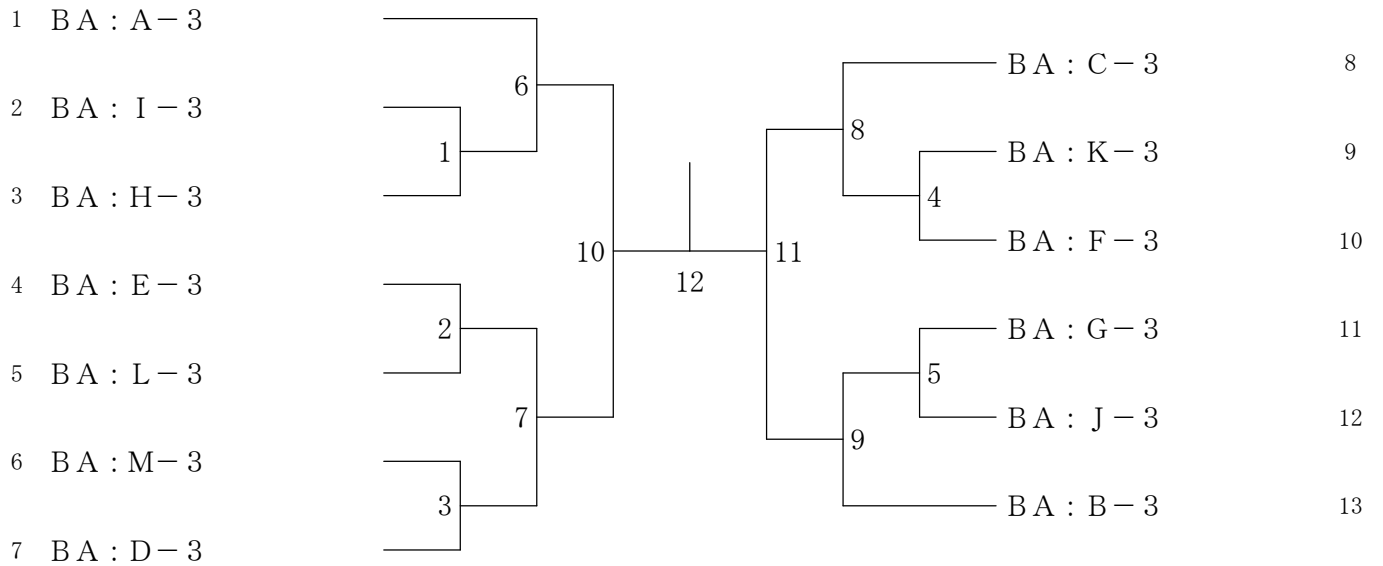 1 BA:A-3
2 BA:I-3
3 BA:H-3
4 BA:E-3
5 BA:L-3
6 BA:M-3
7 BA:D-3
6
1
2
7
3
10
12
11
8
4
5
9
BA:C-3 8
BA:K-3 9
BA:F-3 10
BA:G-3 11
BA:J-3 12
BA:B-3 13